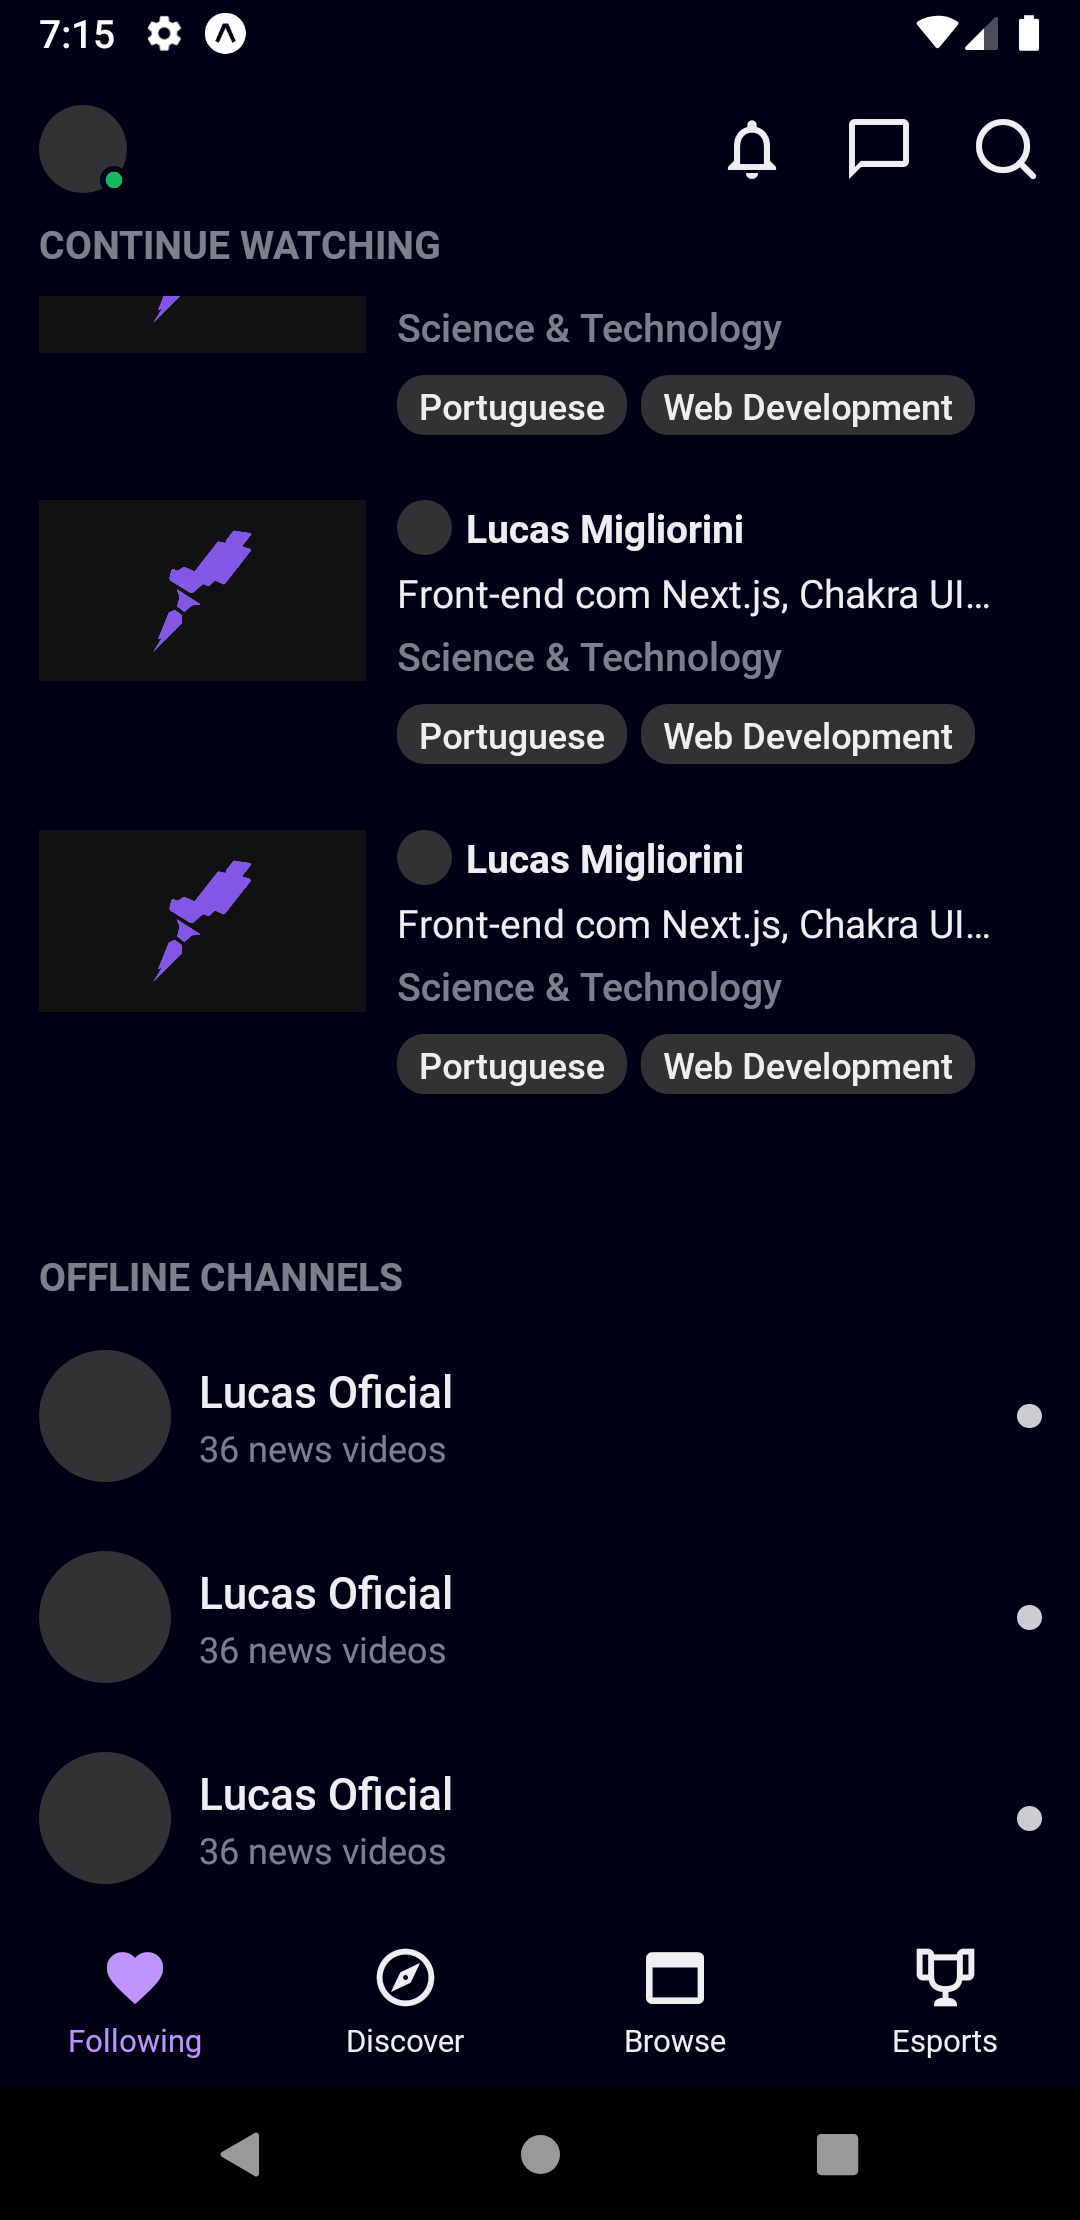 7:15
CONTINUE WATCHING
Science & Technology
Portuguese Web Development
Lucas Migliorini
Front-end com Next.js, Chakra UI...
Science & Technology
Portuguese Web Development
Lucas Migliorini
Front-end com Next.js, Chakra UI...
Science & Technology
Portuguese Web Development
OFFLINE CHANNELS
Lucas Oficial
36 news videos
Lucas Oficial
36 news videos
Lucas Oficial
36 news videos
Following Discover Browse Esports